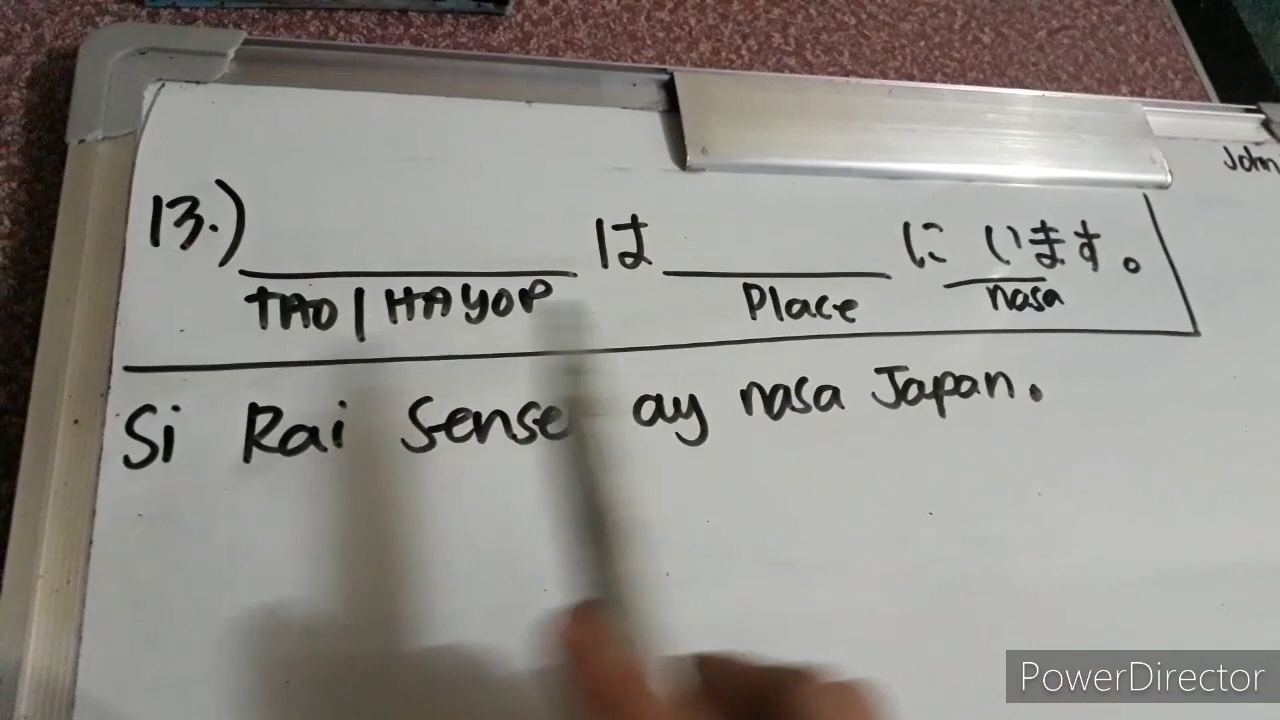 John
13.) ____ は ____ に います。
TAO | HAYOP Place nasa
Si Rai Sense ay nasa Japan.
PowerDirector